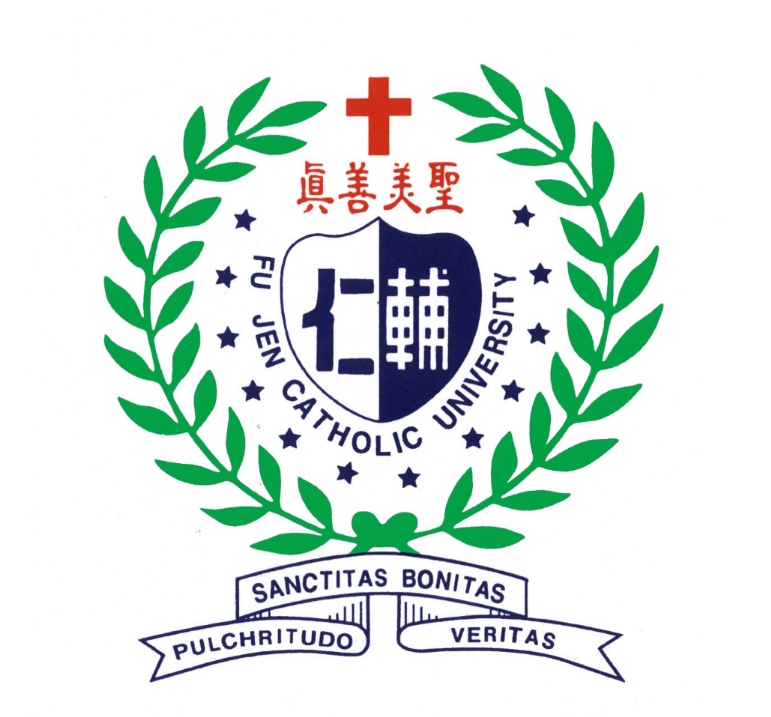 眞善美聖
仁輔
FU JEN CATHOLIC UNIVERSITY
SANCTITAS BONITAS
PULCHRITUDO VERITAS